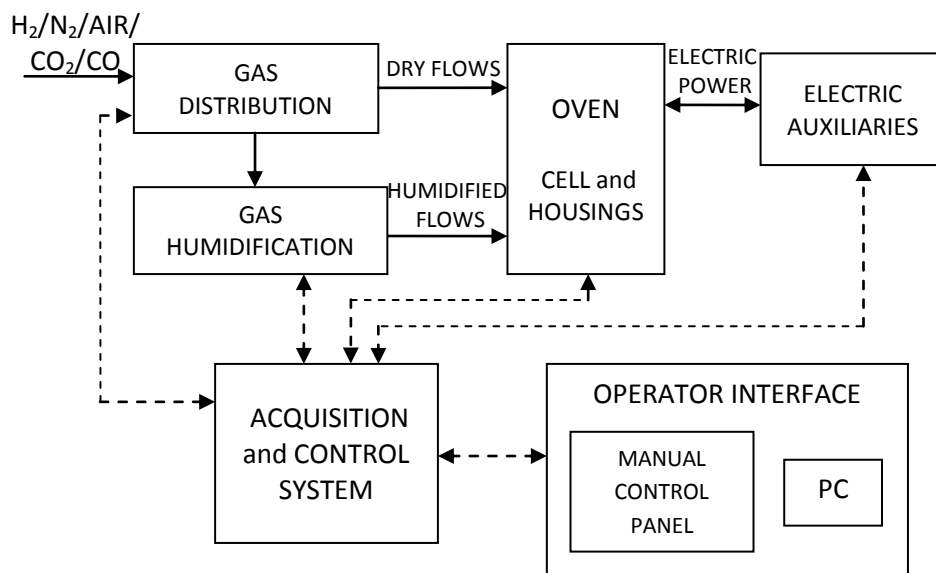 H₂/N₂/AIR/
CO₂/CO
GAS
DISTRIBUTION
DRY FLOWS
OVEN
CELL and
HOUSINGS
ELECTRIC
POWER
ELECTRIC
AUXILIARIES
GAS
HUMIDIFICATION
HUMIDIFIED
FLOWS
ACQUISITION
and CONTROL
SYSTEM
OPERATOR INTERFACE
MANUAL
CONTROL
PANEL
PC